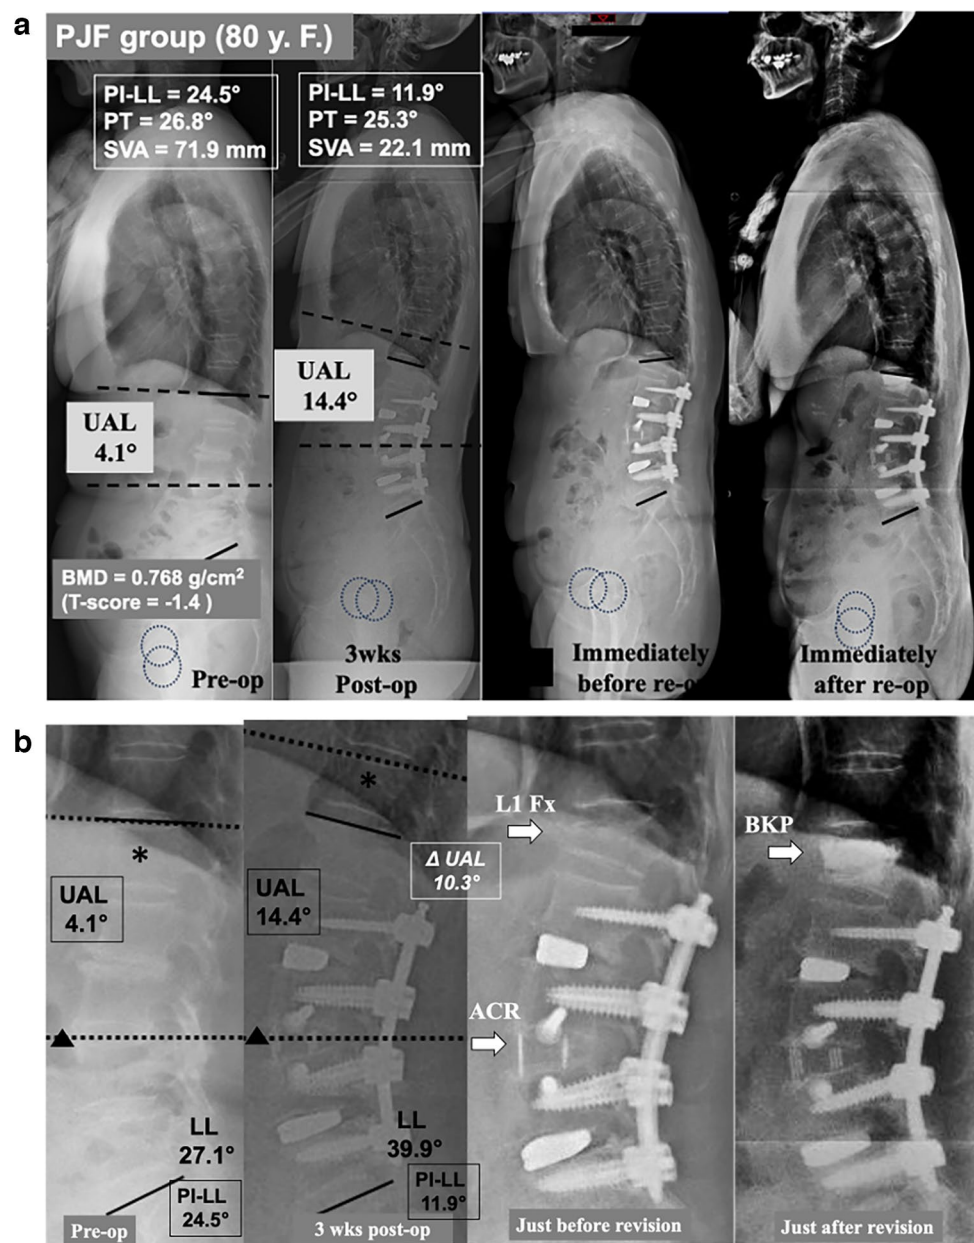 a
PJF group (80 y. F.)
PI-LL = 24.5°
PT = 26.8°
SVA = 71.9 mm
PI-LL = 11.9°
PT = 25.3°
SVA = 22.1 mm
UAL
4.1°
UAL
14.4°
BMD = 0.768 g/cm²
(T-score = -1.4 )
Pre-op
3wks
Post-op
Immediately
before re-o
Immediately
after re-op
b
*
*
L1 Fx
BKP
Δ UAL
10.3°
UAL
4.1°
UAL
14.4°
ACR
LL
27.1°
LL
39.9°
PI-LL
24.5°
PI-LL
11.9°
Pre-op
3 wks post-op
Just before revision
Just after revision